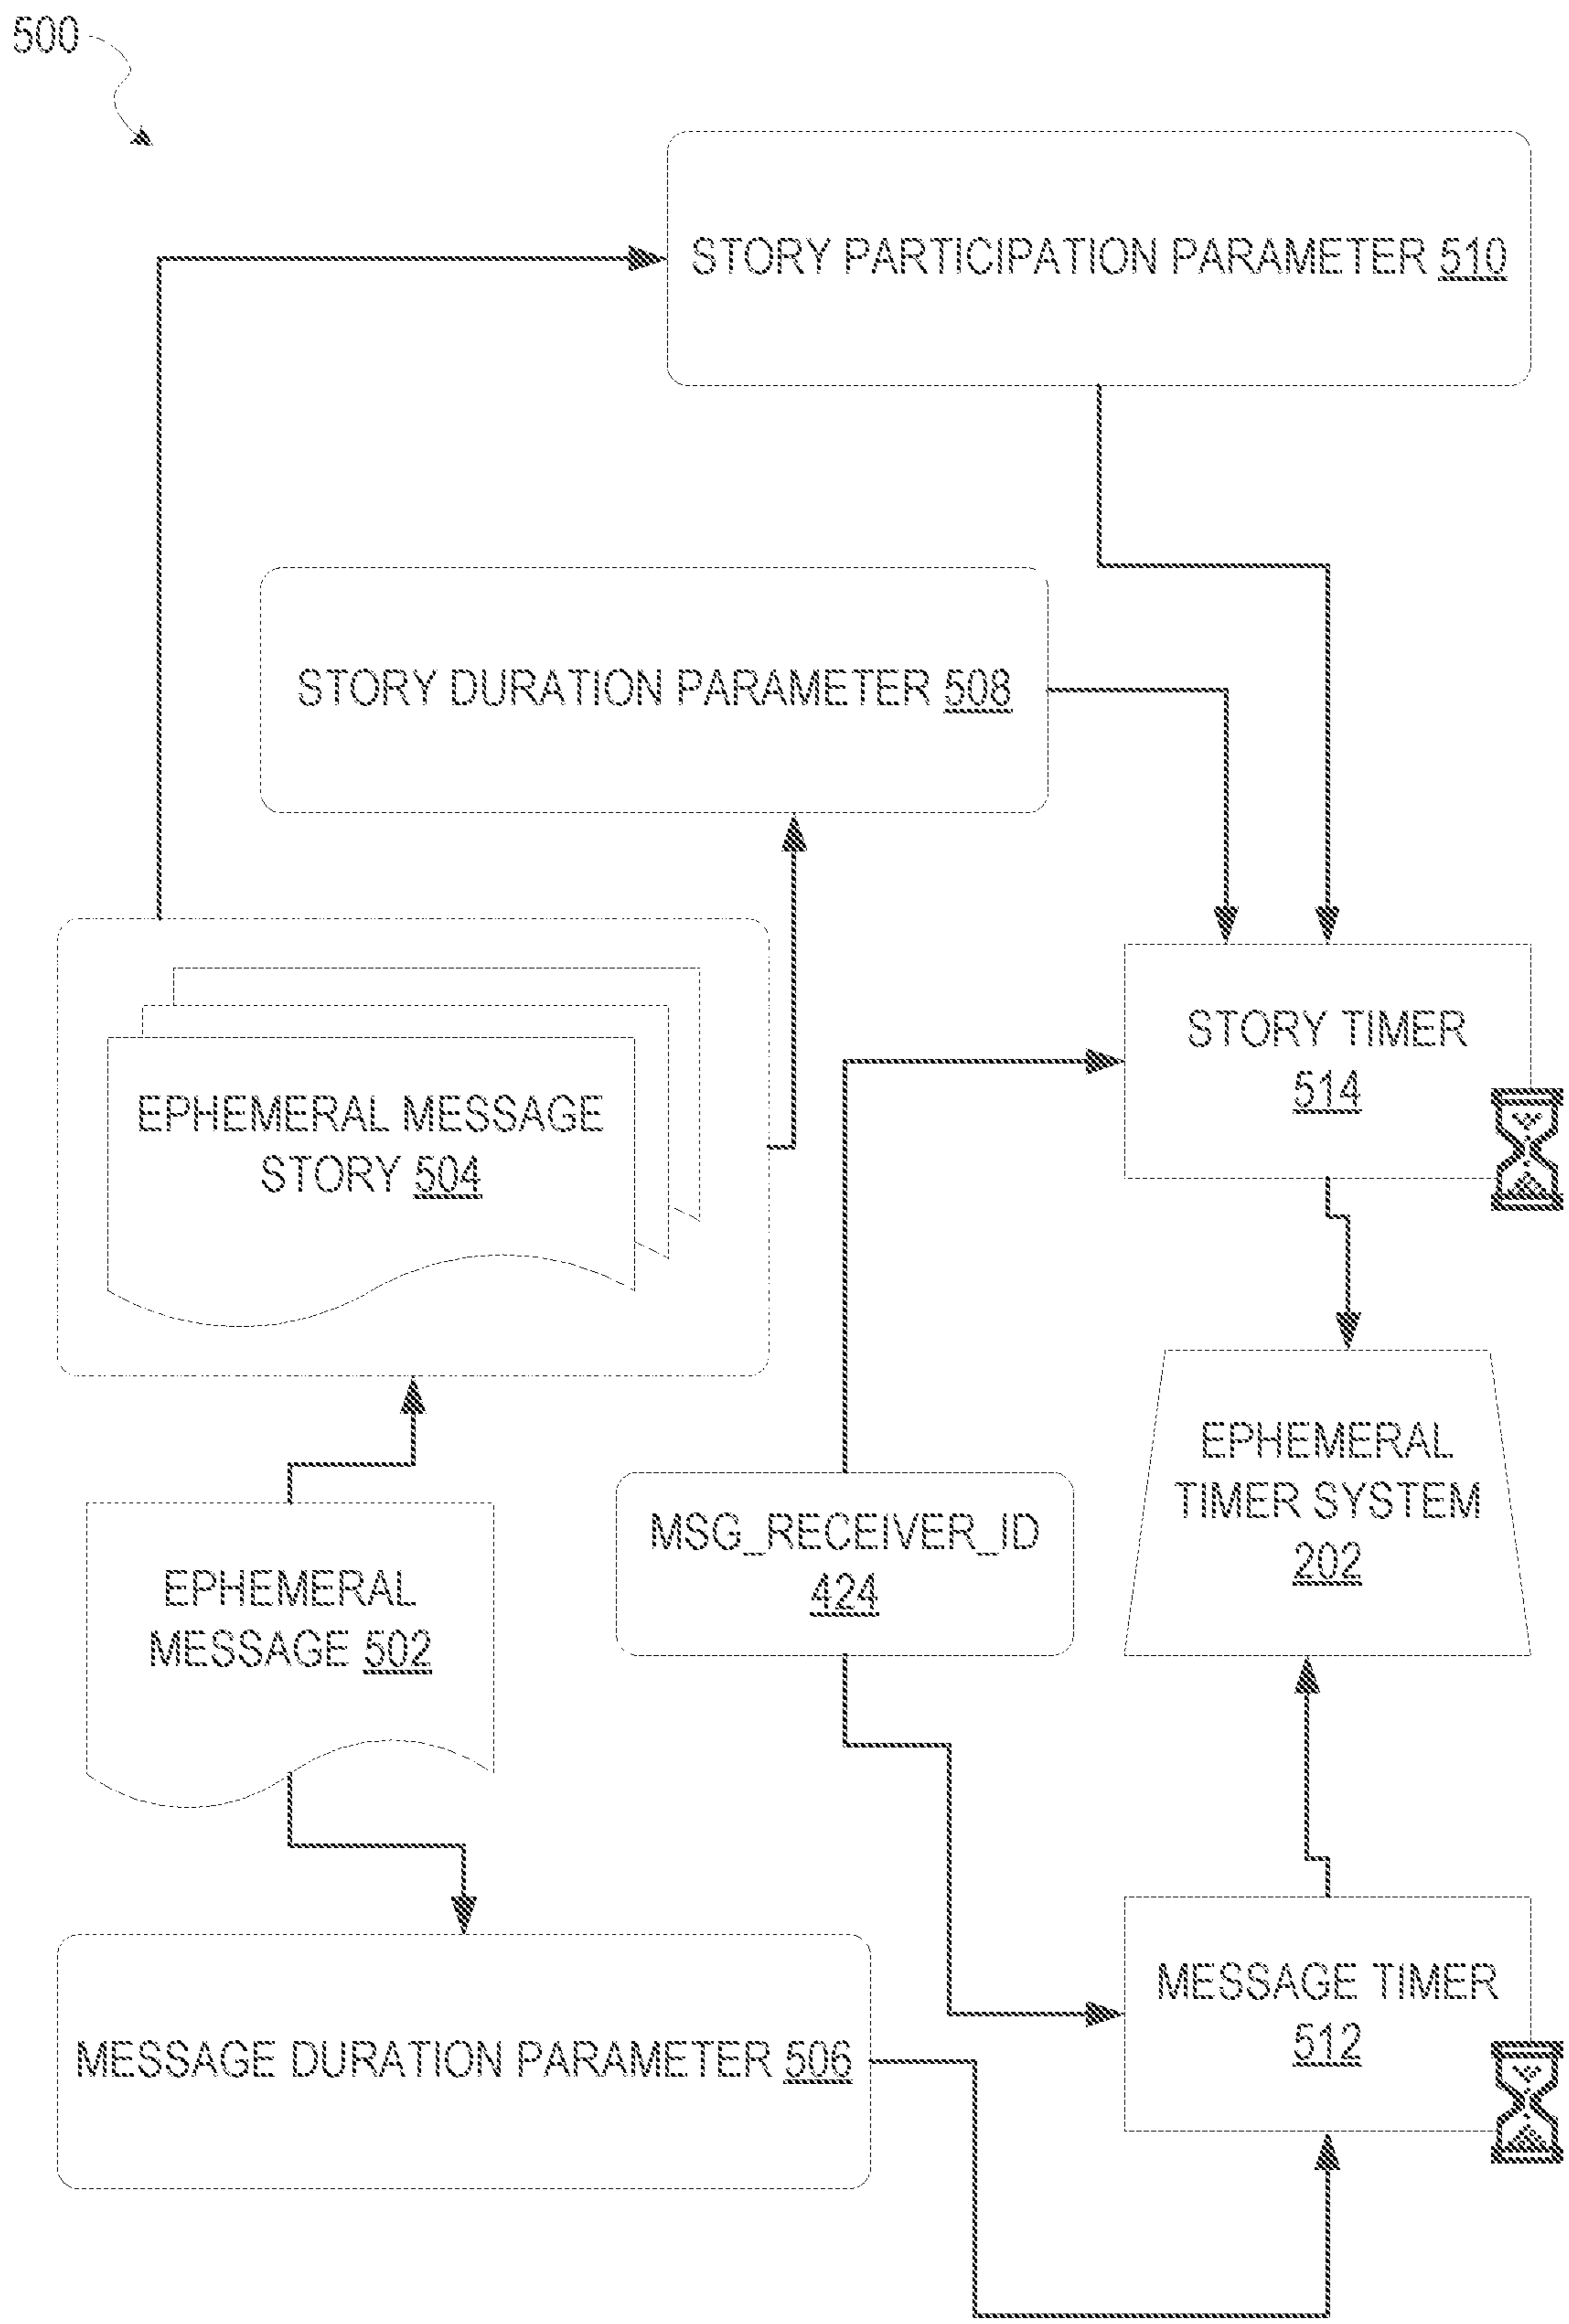 500
STORY PARTICIPATION PARAMETER 510
STORY DURATION PARAMETER 508
STORY TIMER
514
EPHEMERAL MESSAGE
STORY 504
EPHEMERAL
TIMER SYSTEM
202
MSG_RECEIVER_ID
424
EPHEMERAL
MESSAGE 502
MESSAGE TIMER
512
MESSAGE DURATION PARAMETER 506